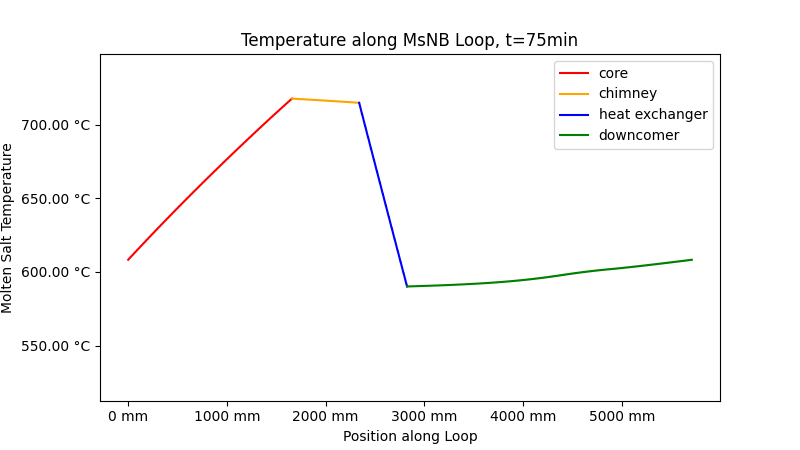 Temperature along MsNB Loop, t=75min
core
chimney
heat exchanger
downcomer
Molten Salt Temperature
700.00 °C
650.00 °C
600.00 °C
550.00 °C
0 mm
1000 mm
2000 mm
3000 mm
4000 mm
5000 mm
Position along Loop